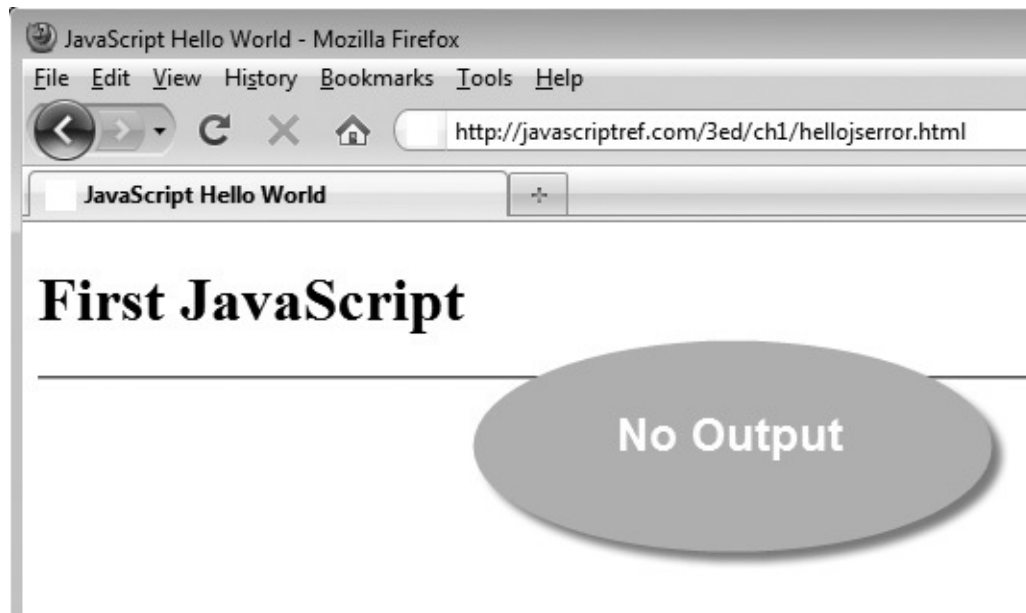 JavaScript Hello World - Mozilla Firefox
File Edit View History Bookmarks Tools Help
http://javascriptref.com/3ed/ch1/hellojserror.html
JavaScript Hello World
First JavaScript
No Output